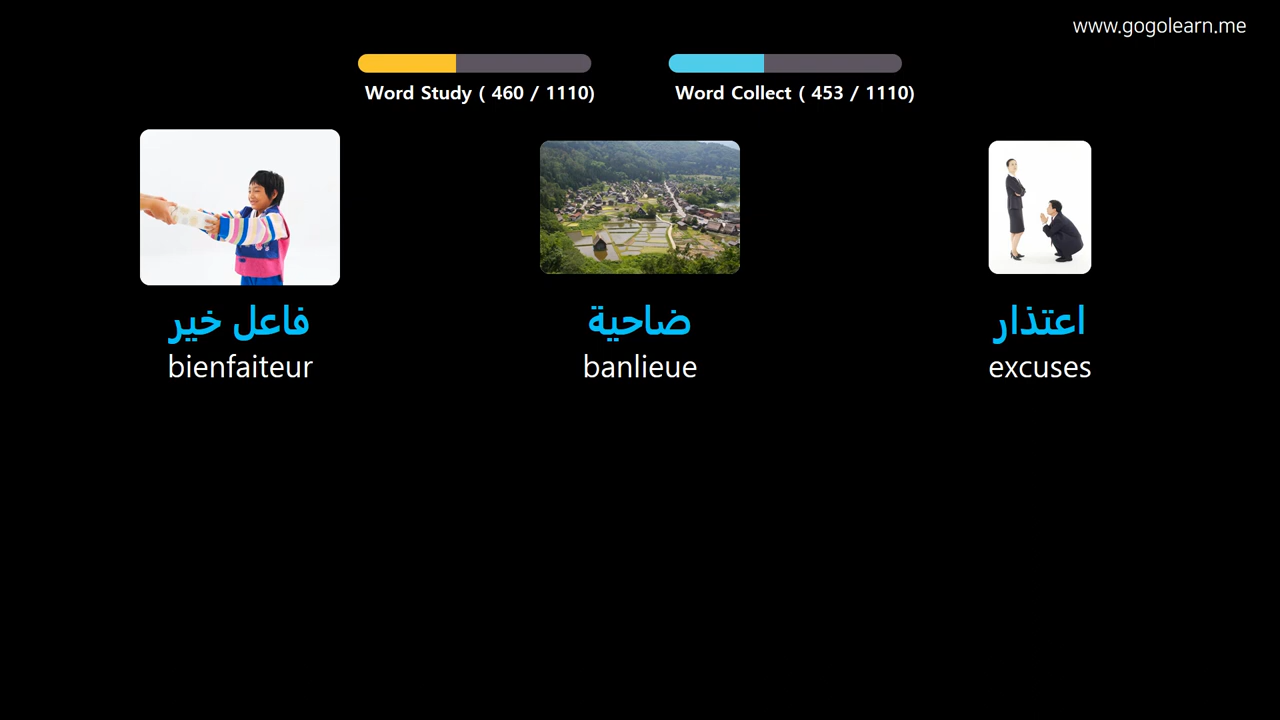 www.gogolearn.me
Word Study ( 460 / 1110)
Word Collect ( 453 / 1110)
فاعل خير
bienfaiteur
ضاحية
banlieue
اعتذار
excuses